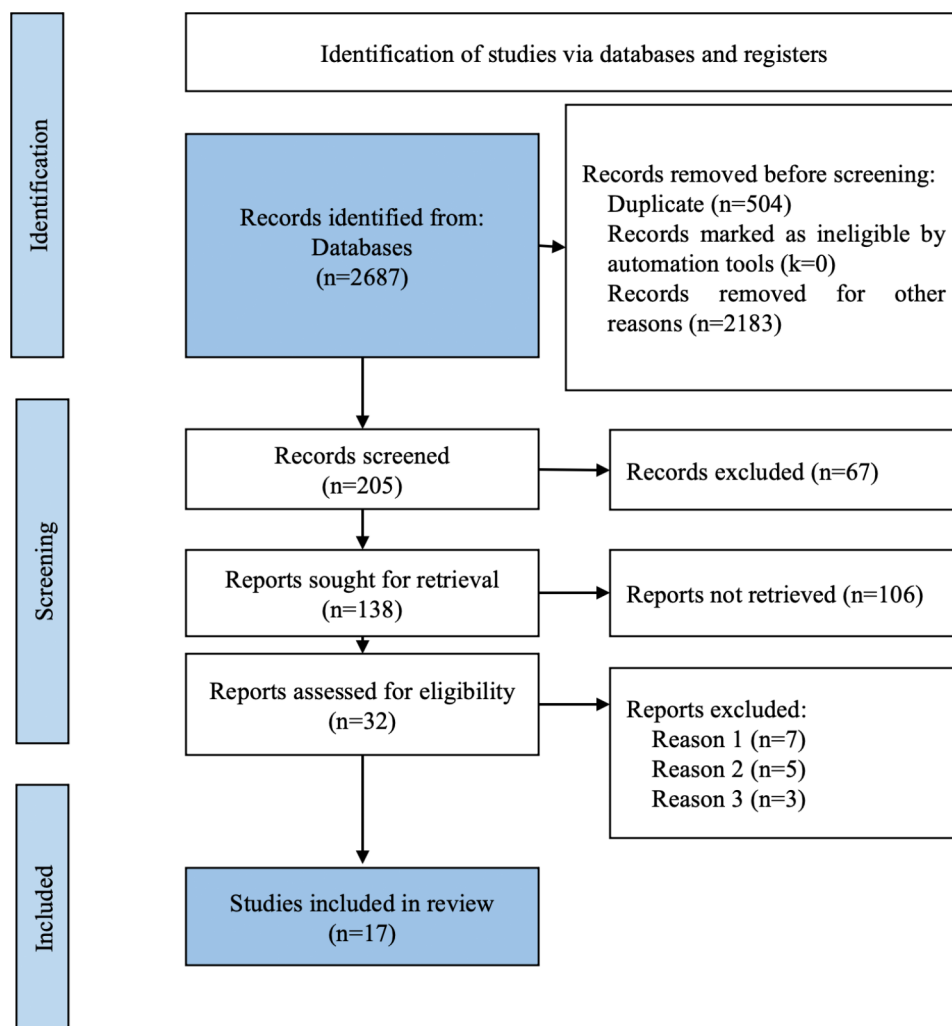 Identification of studies via databases and registers
Identification
Records identified from:
Databases
(n=2687)
Records removed before screening:
Duplicate (n=504)
Records marked as ineligible by
automation tools (k=0)
Records removed for other
reasons (n=2183)
Screening
Records screened
(n=205)
Records excluded (n=67)
Reports sought for retrieval
(n=138)
Reports not retrieved (n=106)
Reports assessed for eligibility
(n=32)
Reports excluded:
Reason 1 (n=7)
Reason 2 (n=5)
Reason 3 (n=3)
Included
Studies included in review
(n=17)